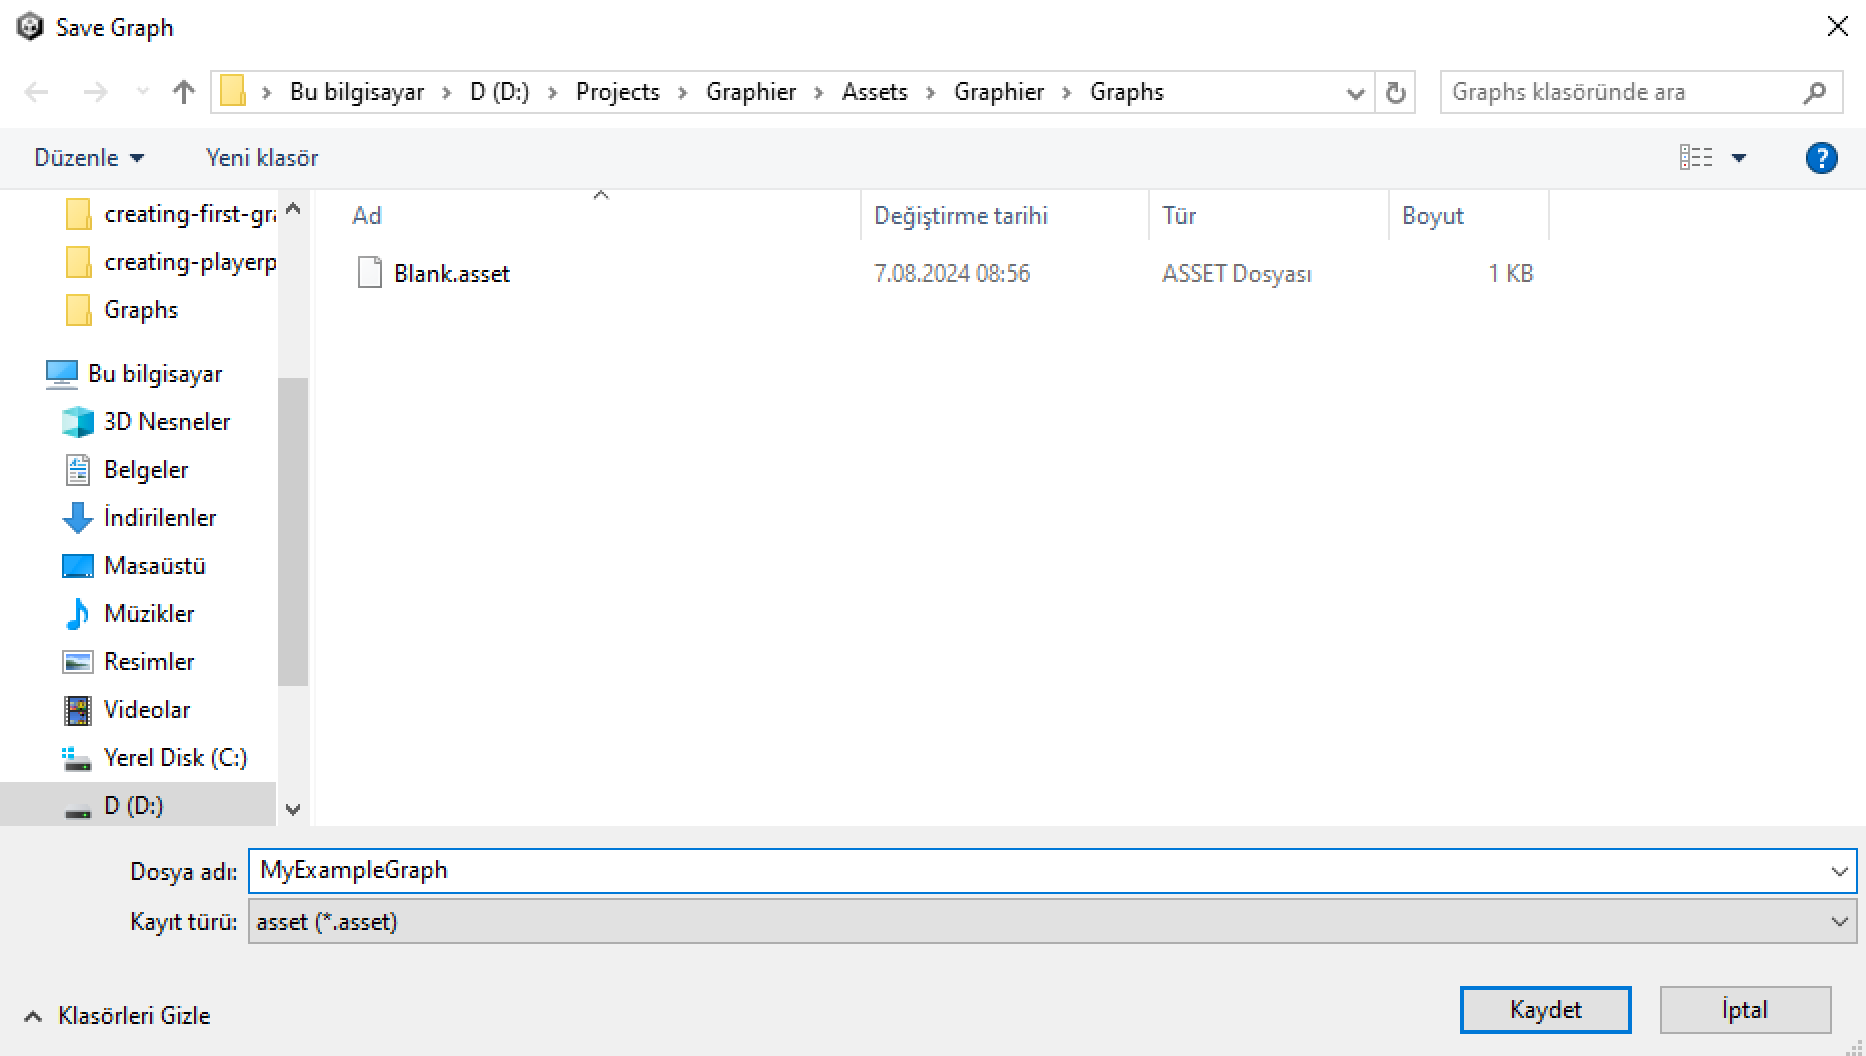 Save Graph
Bu bilgisayar > D (D:) > Projects > Graphier > Assets > Graphier > Graphs
Graphs klasöründe ara
Düzenle
Yeni klasör
?
creating-first-gra
creating-playerp
Graphs
Bu bilgisayar
3D Nesneler
Belgeler
İndirilenler
Masaüstü
Müzikler
Resimler
Videolar
Yerel Disk (C:)
D (D:)
Ad Değiştirme tarihi Tür Boyut
Blank.asset 7.08.2024 08:56 ASSET Dosyası 1 KB
Dosya adı: MyExampleGraph
Kayıt türü: asset (*.asset)
Klasörleri Gizle
Kaydet
İptal